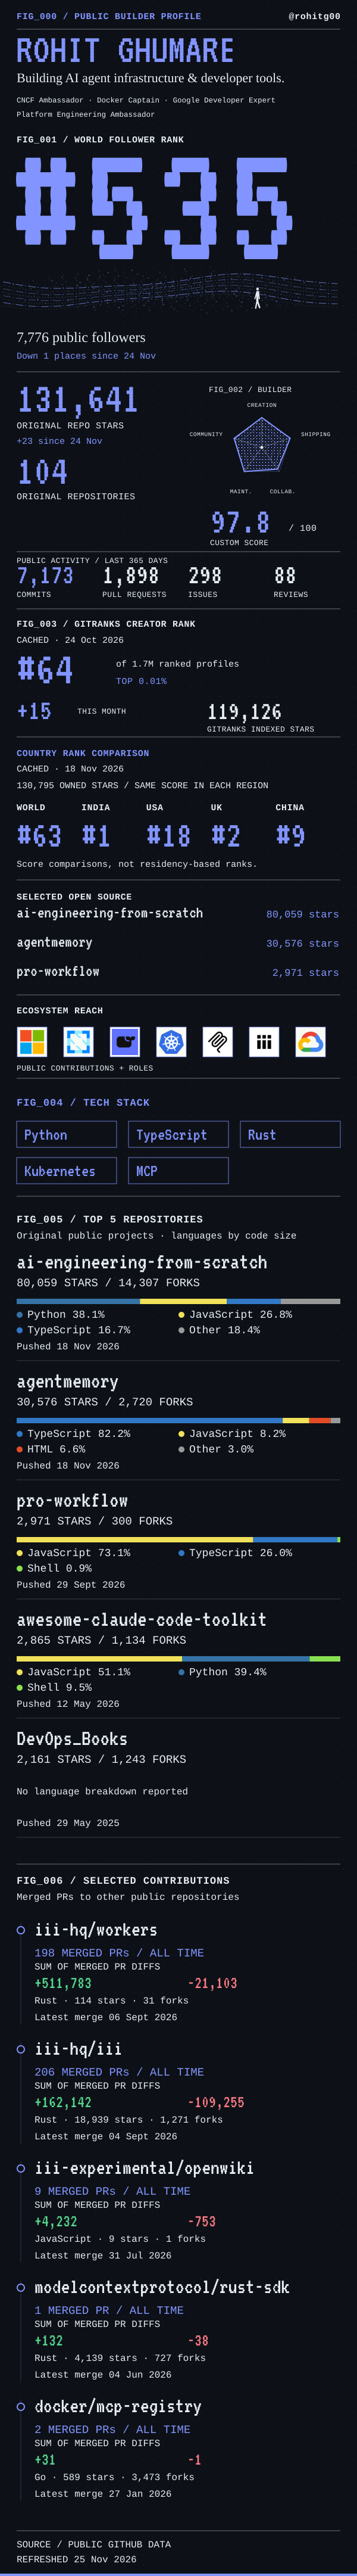 FIG_000 / PUBLIC BUILDER PROFILE @rohitg00
ROHIT GHUMARE
Building AI agent infrastructure & developer tools.
CNCF Ambassador · Docker Captain · Google Developer Expert
Platform Engineering Ambassador
FIG_001 / WORLD FOLLOWER RANK
#535
7,776 public followers
Down 1 places since 24 Nov
131,641
ORIGINAL REPO STARS
+23 since 24 Nov
104
ORIGINAL REPOSITORIES
FIG_002 / BUILDER
CREATION
COMMUNITY
SHIPPING
MAINT.
COLLAB.
97.8 / 100
CUSTOM SCORE
PUBLIC ACTIVITY / LAST 365 DAYS
7,173 1,898 298 88
COMMITS PULL REQUESTS ISSUES REVIEWS
FIG_003 / GITRANKS CREATOR RANK
CACHED · 24 Oct 2026
#64
of 1.7M ranked profiles
TOP 0.01%
+15 THIS MONTH
119,126
GITRANKS INDEXED STARS
COUNTRY RANK COMPARISON
CACHED · 18 Nov 2026
130,795 OWNED STARS / SAME SCORE IN EACH REGION
WORLD INDIA USA UK CHINA
#63 #1 #18 #2 #9
Score comparisons, not residency-based ranks.
SELECTED OPEN SOURCE
ai-engineering-from-scratch 80,059 stars
agentmemory 30,576 stars
pro-workflow 2,971 stars
ECOSYSTEM REACH
iii
PUBLIC CONTRIBUTIONS + ROLES
FIG_004 / TECH STACK
Python TypeScript Rust
Kubernetes MCP
FIG_005 / TOP 5 REPOSITORIES
Original public projects · languages by code size
ai-engineering-from-scratch
80,059 STARS / 14,307 FORKS
Python 38.1% JavaScript 26.8%
TypeScript 16.7% Other 18.4%
Pushed 18 Nov 2026
agentmemory
30,576 STARS / 2,720 FORKS
TypeScript 82.2% JavaScript 8.2%
HTML 6.6% Other 3.0%
Pushed 18 Nov 2026
pro-workflow
2,971 STARS / 300 FORKS
JavaScript 73.1% TypeScript 26.0%
Shell 0.9%
Pushed 29 Sept 2026
awesome-claude-code-toolkit
2,865 STARS / 1,134 FORKS
JavaScript 51.1% Python 39.4%
Shell 9.5%
Pushed 12 May 2026
DevOps_Books
2,161 STARS / 1,243 FORKS
No language breakdown reported
Pushed 29 May 2025
FIG_006 / SELECTED CONTRIBUTIONS
Merged PRs to other public repositories
iii-hq/workers
198 MERGED PRs / ALL TIME
SUM OF MERGED PR DIFFS
+511,783 -21,103
Rust · 114 stars · 31 forks
Latest merge 06 Sept 2026
iii-hq/iii
206 MERGED PRs / ALL TIME
SUM OF MERGED PR DIFFS
+162,142 -109,255
Rust · 18,939 stars · 1,271 forks
Latest merge 04 Sept 2026
iii-experimental/openwiki
9 MERGED PRs / ALL TIME
SUM OF MERGED PR DIFFS
+4,232 -753
JavaScript · 9 stars · 1 forks
Latest merge 31 Jul 2026
modelcontextprotocol/rust-sdk
1 MERGED PR / ALL TIME
SUM OF MERGED PR DIFFS
+132 -38
Rust · 4,139 stars · 727 forks
Latest merge 04 Jun 2026
docker/mcp-registry
2 MERGED PRs / ALL TIME
SUM OF MERGED PR DIFFS
+31 -1
Go · 589 stars · 3,473 forks
Latest merge 27 Jan 2026
SOURCE / PUBLIC GITHUB DATA
REFRESHED 25 Nov 2026